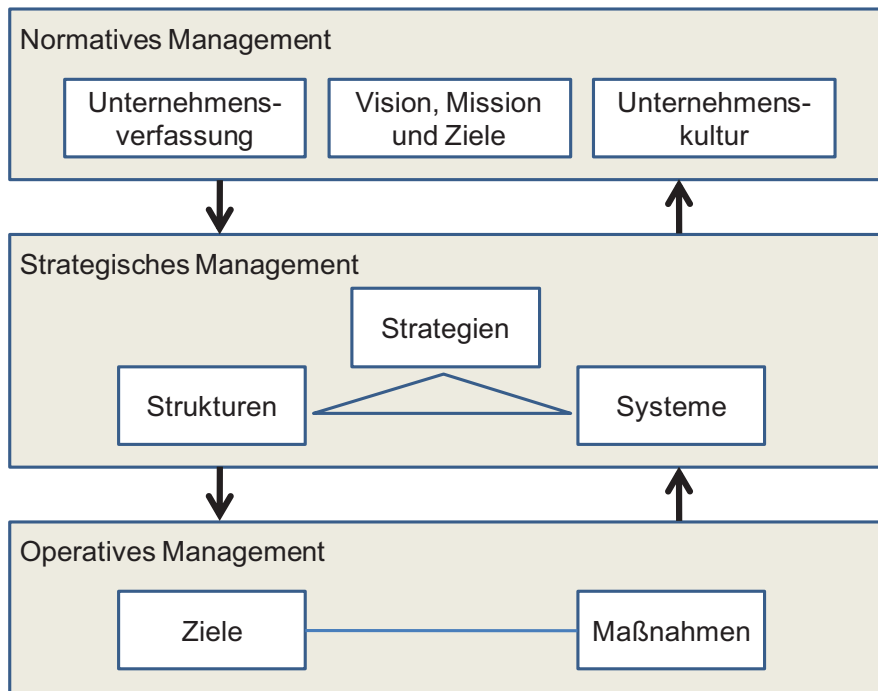 Normatives Management
Unternehmens-
verfassung
Vision, Mission
und Ziele
Unternehmens-
kultur
Strategisches Management
Strategien
Strukturen
Systeme
Operatives Management
Ziele
Maßnahmen